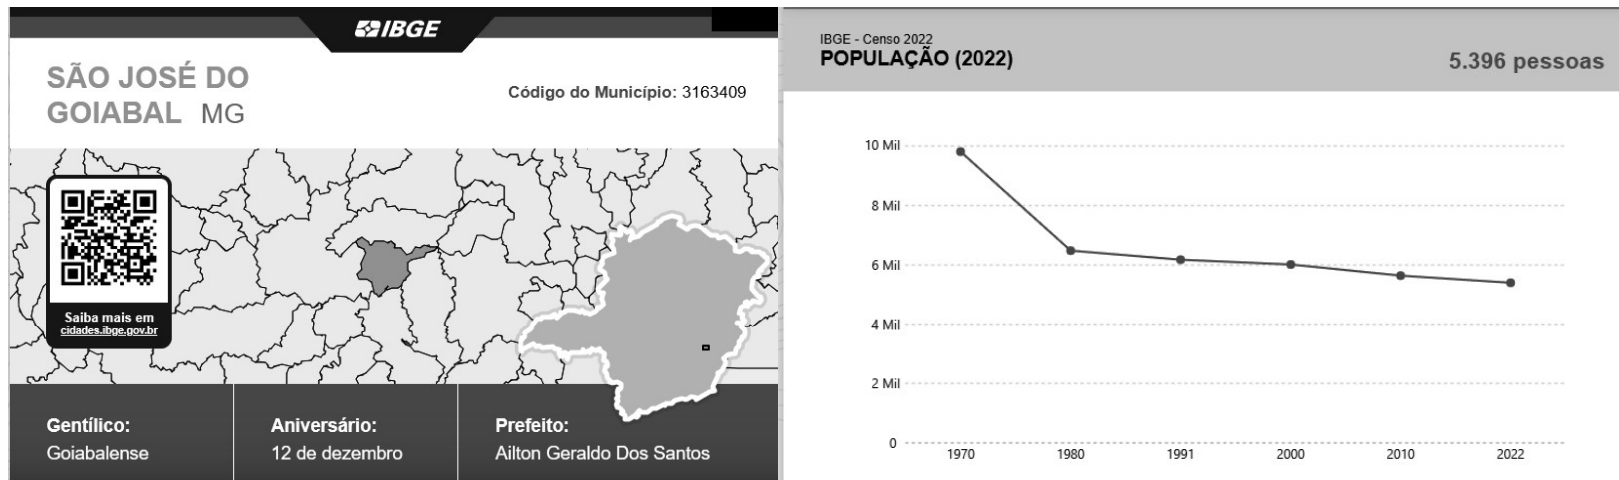 IBGE
SÃO JOSÉ DO
GOIABAL MG
Código do Município: 3163409
Saiba mais em
cidades.ibge.gov.br
Gentílico:
Goiabalense
Aniversário:
12 de dezembro
Prefeito:
Ailton Geraldo Dos Santos
IBGE - Censo 2022
POPULAÇÃO (2022)
5.396 pessoas
10 Mil
8 Mil
6 Mil
4 Mil
2 Mil
0
1970 1980 1991 2000 2010 2022